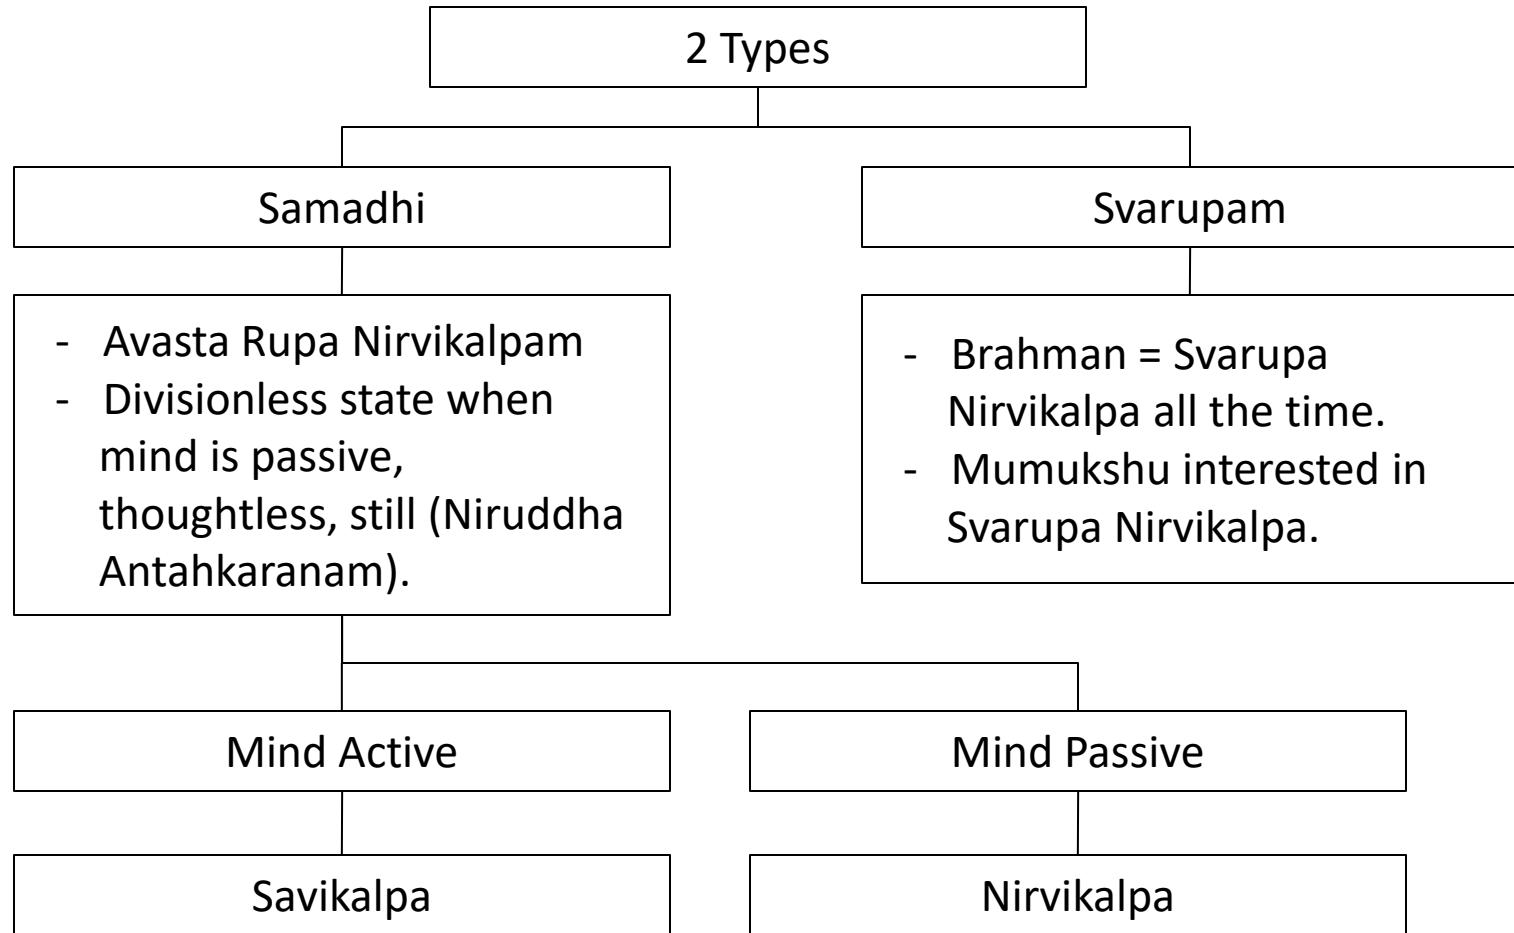 2 Types
Samadhi
Svarupam
- Avasta Rupa Nirvikalpam
- Divisionless state when
mind is passive,
thoughtless, still (Niruddha
Antahkaranam).
- Brahman = Svarupa
Nirvikalpa all the time.
- Mumukshu interested in
Svarupa Nirvikalpa.
Mind Active
Mind Passive
Savikalpa
Nirvikalpa